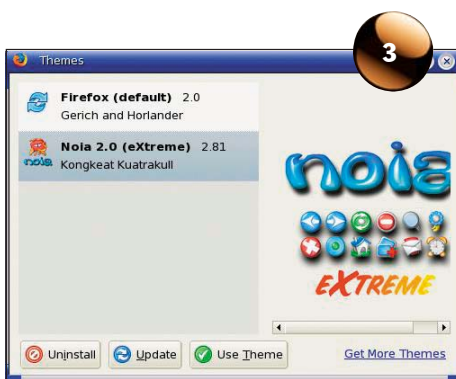 3
Themes
Firefox (default) 2.0
Gerich and Horlander
Noia 2.0 (eXtreme) 2.81
noia
Kongkeat Kuatrakull
noia
EXTREME
Uninstall Update Use Theme Get More Themes